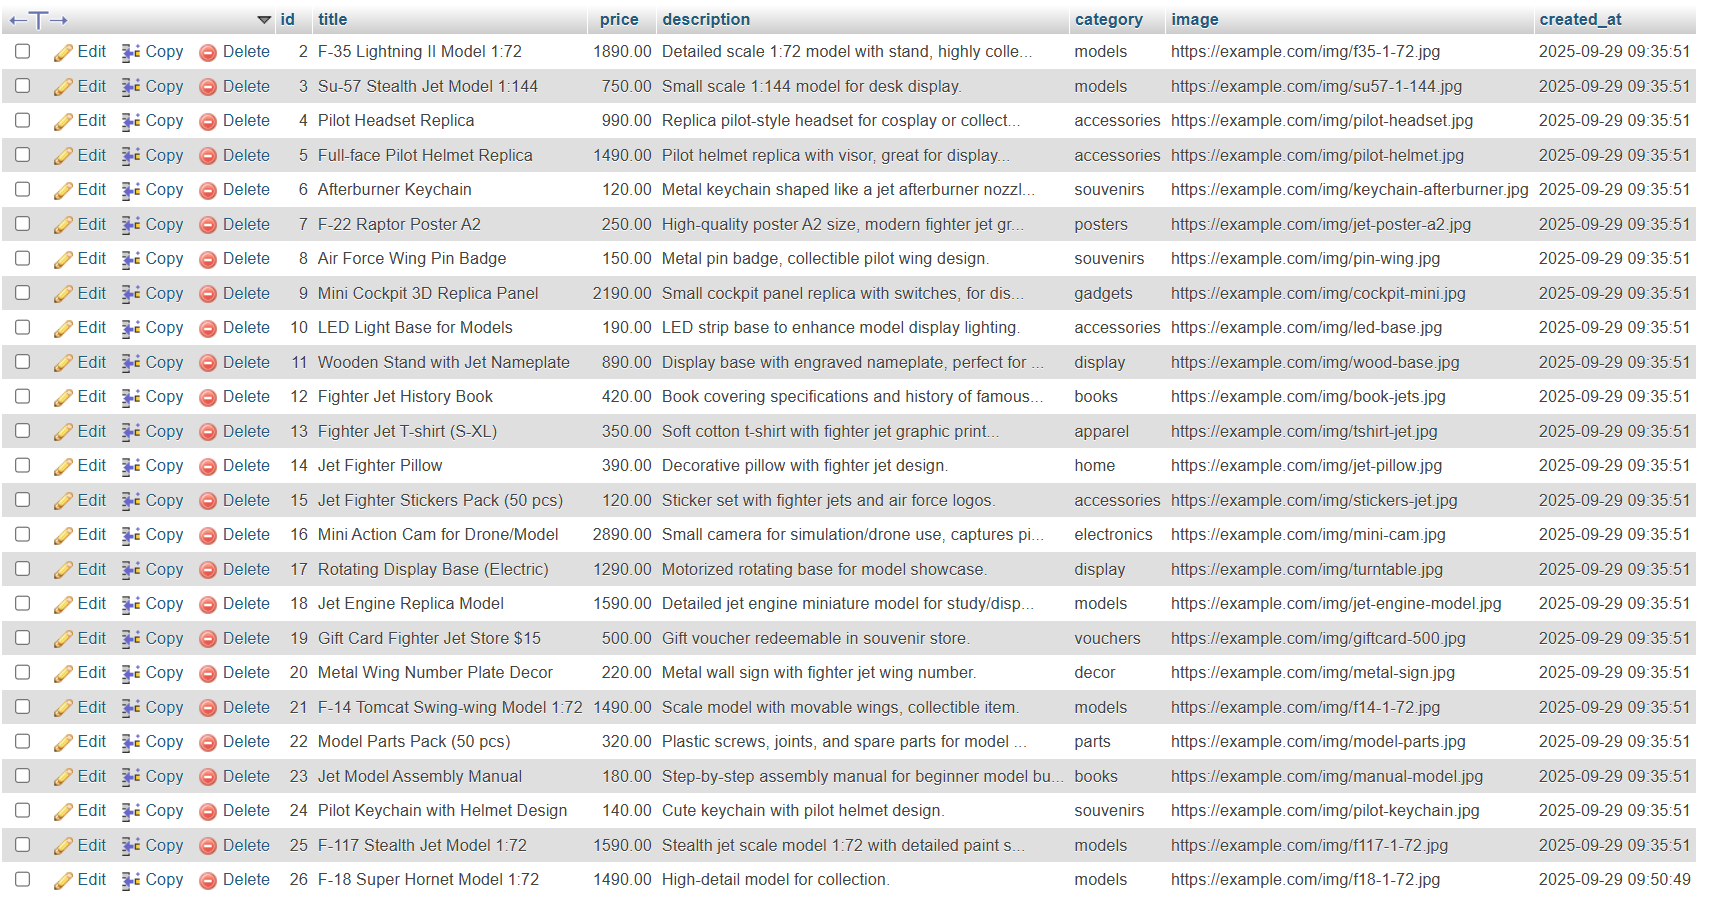 id title price description category image created_at
Edit Copy Delete 2 F-35 Lightning II Model 1:72 1890.00 Detailed scale 1:72 model with stand, highly colle... models https://example.com/img/f35-1-72.jpg 2025-09-29 09:35:51
Edit Copy Delete 3 Su-57 Stealth Jet Model 1:144 750.00 Small scale 1:144 model for desk display. models https://example.com/img/su57-1-144.jpg 2025-09-29 09:35:51
Edit Copy Delete 4 Pilot Headset Replica 990.00 Replica pilot-style headset for cosplay or collect... accessories https://example.com/img/pilot-headset.jpg 2025-09-29 09:35:51
Edit Copy Delete 5 Full-face Pilot Helmet Replica 1490.00 Pilot helmet replica with visor, great for display... accessories https://example.com/img/pilot-helmet.jpg 2025-09-29 09:35:51
Edit Copy Delete 6 Afterburner Keychain 120.00 Metal keychain shaped like a jet afterburner nozzl... souvenirs https://example.com/img/keychain-afterburner.jpg 2025-09-29 09:35:51
Edit Copy Delete 7 F-22 Raptor Poster A2 250.00 High-quality poster A2 size, modern fighter jet gr... posters https://example.com/img/jet-poster-a2.jpg 2025-09-29 09:35:51
Edit Copy Delete 8 Air Force Wing Pin Badge 150.00 Metal pin badge, collectible pilot wing design. souvenirs https://example.com/img/pin-wing.jpg 2025-09-29 09:35:51
Edit Copy Delete 9 Mini Cockpit 3D Replica Panel 2190.00 Small cockpit panel replica with switches, for dis... gadgets https://example.com/img/cockpit-mini.jpg 2025-09-29 09:35:51
Edit Copy Delete 10 LED Light Base for Models 190.00 LED strip base to enhance model display lighting. accessories https://example.com/img/led-base.jpg 2025-09-29 09:35:51
Edit Copy Delete 11 Wooden Stand with Jet Nameplate 890.00 Display base with engraved nameplate, perfect for ... display https://example.com/img/wood-base.jpg 2025-09-29 09:35:51
Edit Copy Delete 12 Fighter Jet History Book 420.00 Book covering specifications and history of famous... books https://example.com/img/book-jets.jpg 2025-09-29 09:35:51
Edit Copy Delete 13 Fighter Jet T-shirt (S-XL) 350.00 Soft cotton t-shirt with fighter jet graphic print... apparel https://example.com/img/tshirt-jet.jpg 2025-09-29 09:35:51
Edit Copy Delete 14 Jet Fighter Pillow 390.00 Decorative pillow with fighter jet design. home https://example.com/img/jet-pillow.jpg 2025-09-29 09:35:51
Edit Copy Delete 15 Jet Fighter Stickers Pack (50 pcs) 120.00 Sticker set with fighter jets and air force logos. accessories https://example.com/img/stickers-jet.jpg 2025-09-29 09:35:51
Edit Copy Delete 16 Mini Action Cam for Drone/Model 2890.00 Small camera for simulation/drone use, captures pi... electronics https://example.com/img/mini-cam.jpg 2025-09-29 09:35:51
Edit Copy Delete 17 Rotating Display Base (Electric) 1290.00 Motorized rotating base for model showcase. display https://example.com/img/turntable.jpg 2025-09-29 09:35:51
Edit Copy Delete 18 Jet Engine Replica Model 1590.00 Detailed jet engine miniature model for study/disp... models https://example.com/img/jet-engine-model.jpg 2025-09-29 09:35:51
Edit Copy Delete 19 Gift Card Fighter Jet Store $15 500.00 Gift voucher redeemable in souvenir store. vouchers https://example.com/img/giftcard-500.jpg 2025-09-29 09:35:51
Edit Copy Delete 20 Metal Wing Number Plate Decor 220.00 Metal wall sign with fighter jet wing number. decor https://example.com/img/metal-sign.jpg 2025-09-29 09:35:51
Edit Copy Delete 21 F-14 Tomcat Swing-wing Model 1:72 1490.00 Scale model with movable wings, collectible item. models https://example.com/img/f14-1-72.jpg 2025-09-29 09:35:51
Edit Copy Delete 22 Model Parts Pack (50 pcs) 320.00 Plastic screws, joints, and spare parts for model ... parts https://example.com/img/model-parts.jpg 2025-09-29 09:35:51
Edit Copy Delete 23 Jet Model Assembly Manual 180.00 Step-by-step assembly manual for beginner model bu... books https://example.com/img/manual-model.jpg 2025-09-29 09:35:51
Edit Copy Delete 24 Pilot Keychain with Helmet Design 140.00 Cute keychain with pilot helmet design. souvenirs https://example.com/img/pilot-keychain.jpg 2025-09-29 09:35:51
Edit Copy Delete 25 F-117 Stealth Jet Model 1:72 1590.00 Stealth jet scale model 1:72 with detailed paint s... models https://example.com/img/f117-1-72.jpg 2025-09-29 09:35:51
Edit Copy Delete 26 F-18 Super Hornet Model 1:72 1490.00 High-detail model for collection. models https://example.com/img/f18-1-72.jpg 2025-09-29 09:50:49